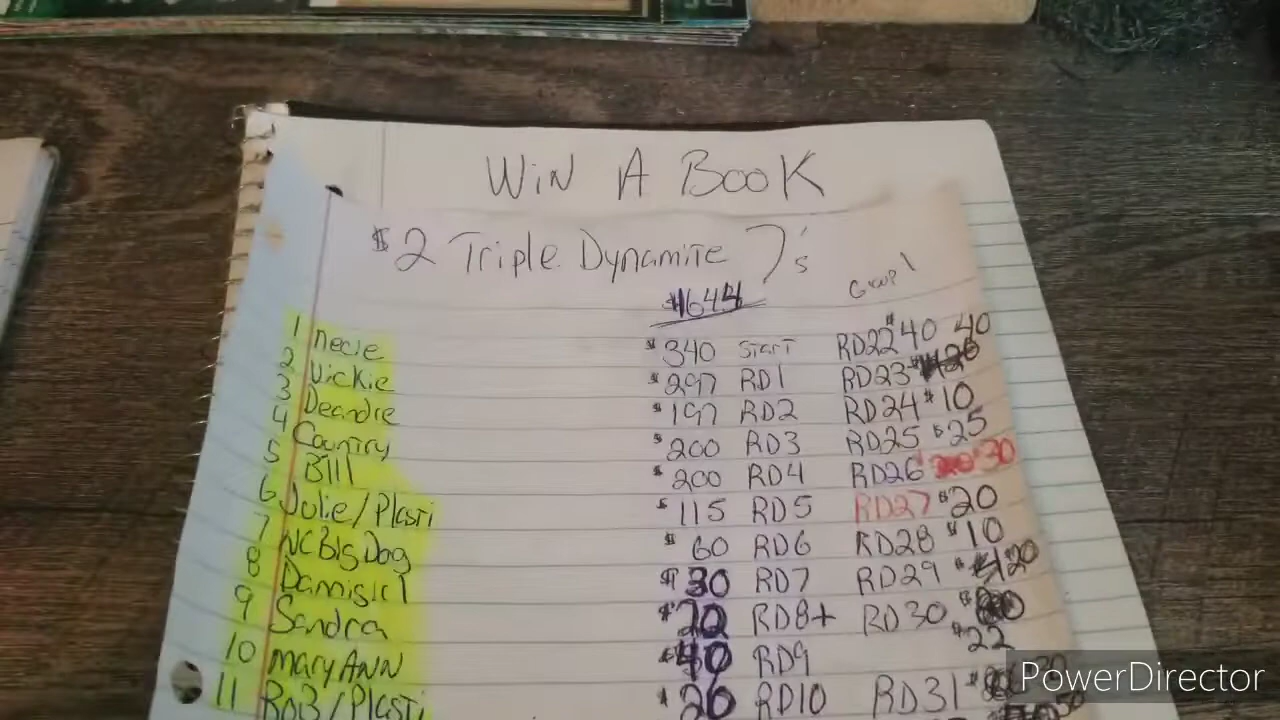 WIN A BOOK
$2 Triple Dynamite 7's
$1644 Group 1
1 Necie $340 START RD22 $40 40
2 Vickie $297 RD1 RD23
3 Deandre $197 RD2 RD24 $10
4 Country $200 RD3 RD25 $25
5 Bill $200 RD4 RD26 $30
6 Julie/Plasti $115 RD5 RD27 $20
7 NCBigDog $60 RD6 RD28 $10
8 $30 RD7 RD29 $20
9 Sandra $20 RD8+ RD30
$22
10 MaryANN $40 RD9
11 Rob/Plasti $26 RD10 RD31
PowerDirector